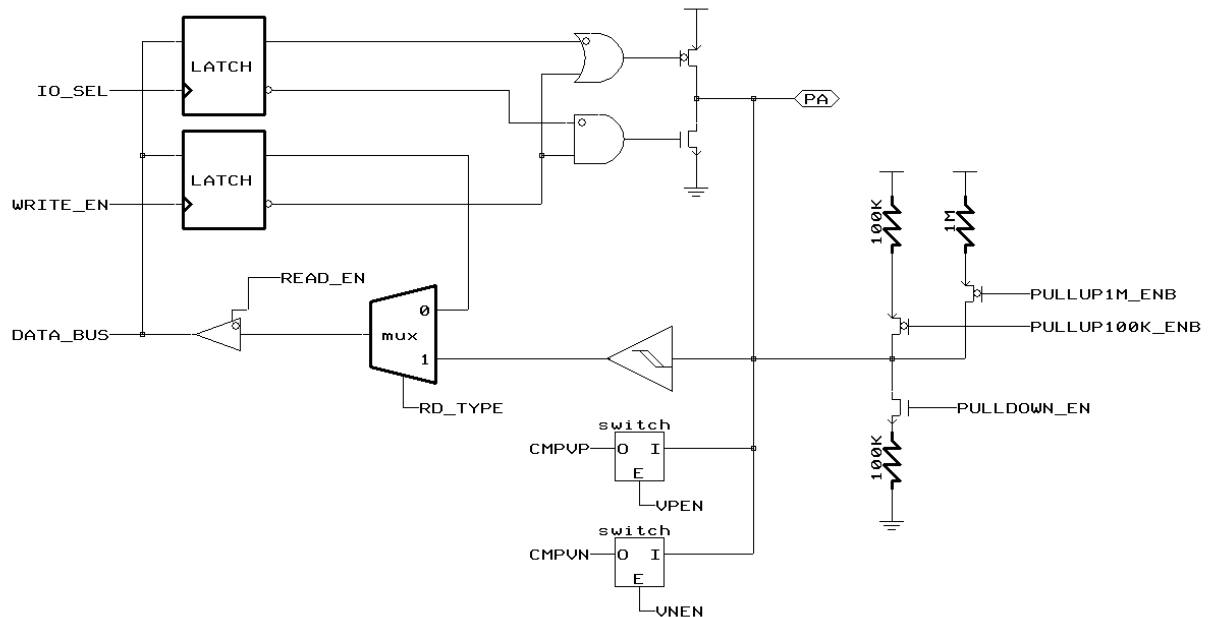 LATCH
IO_SEL
PA
LATCH
WRITE_EN
100K
1M
READ_EN
PULLUP1M_ENB
0
DATA_BUS
mux
PULLUP100K_ENB
1
RD_TYPE
PULLDOWN_EN
switch
CMPVP
O I
E
100K
VPEN
switch
CMPVN
O I
E
VNEN